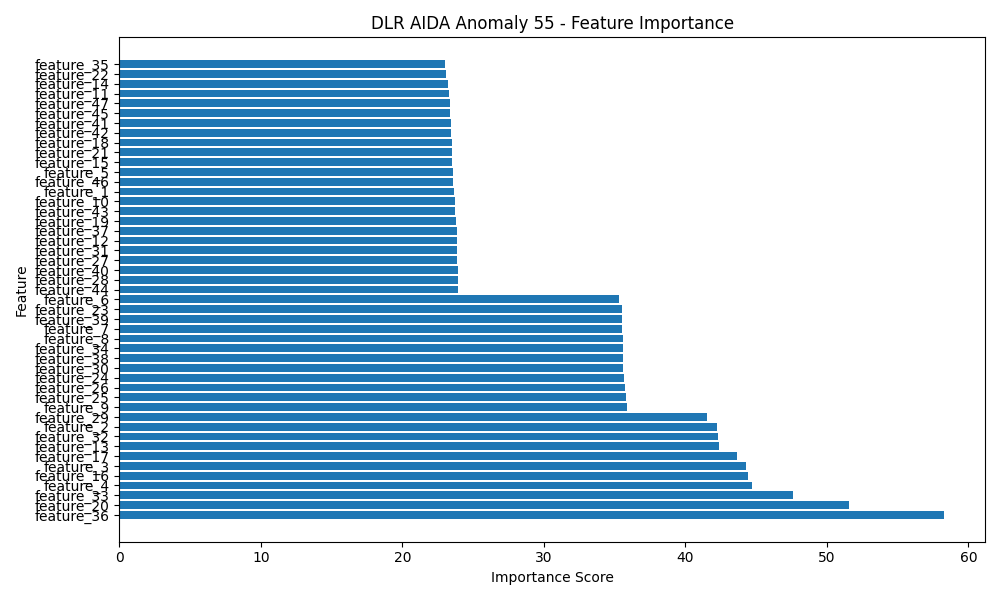 DLR AIDA Anomaly 55 - Feature Importance
Feature
feature_35
feature_22
feature_14
feature_11
feature_47
feature_45
feature_41
feature_42
feature_18
feature_21
feature_15
feature_5
feature_46
feature_1
feature_10
feature_43
feature_19
feature_37
feature_12
feature_31
feature_27
feature_40
feature_28
feature_44
feature_6
feature_23
feature_39
feature_7
feature_8
feature_34
feature_38
feature_30
feature_24
feature_26
feature_25
feature_9
feature_29
feature_2
feature_32
feature_13
feature_17
feature_3
feature_16
feature_4
feature_33
feature_20
feature_36
0 10 20 30 40 50 60
Importance Score